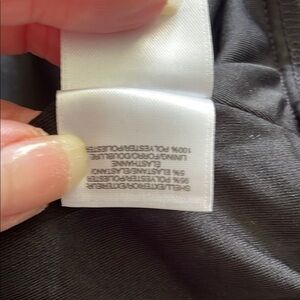 SHELL/EXTERIOR/EXTERIEUR:
95% POLYESTER/POLIESTER
5% ELASTANE/ELASTANO/
ELASTHANNE
LINING/FORRO/DOUBLURE:
100% POLYESTER/POLIESTER